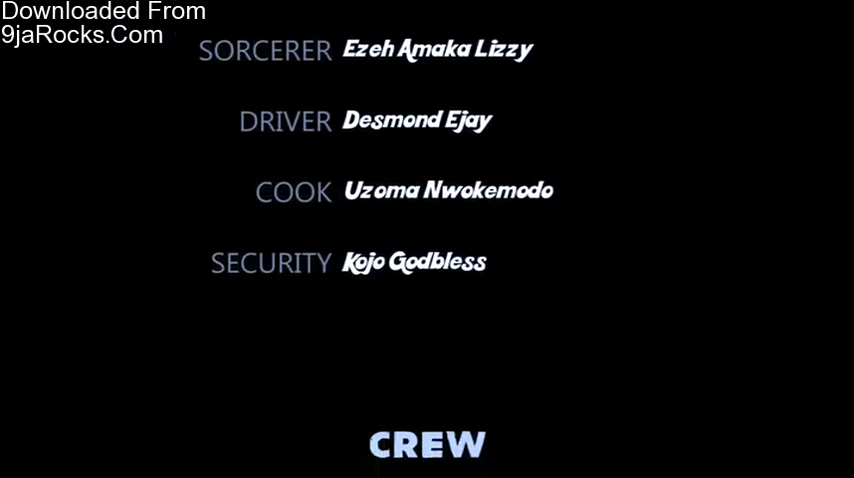 Downloaded From
9jaRocks.Com
SORCERER Ezeh Amaka Lizzy
DRIVER Desmond Ejay
COOK Uzoma Nwokemodo
SECURITY Kojo Godbless
CREW